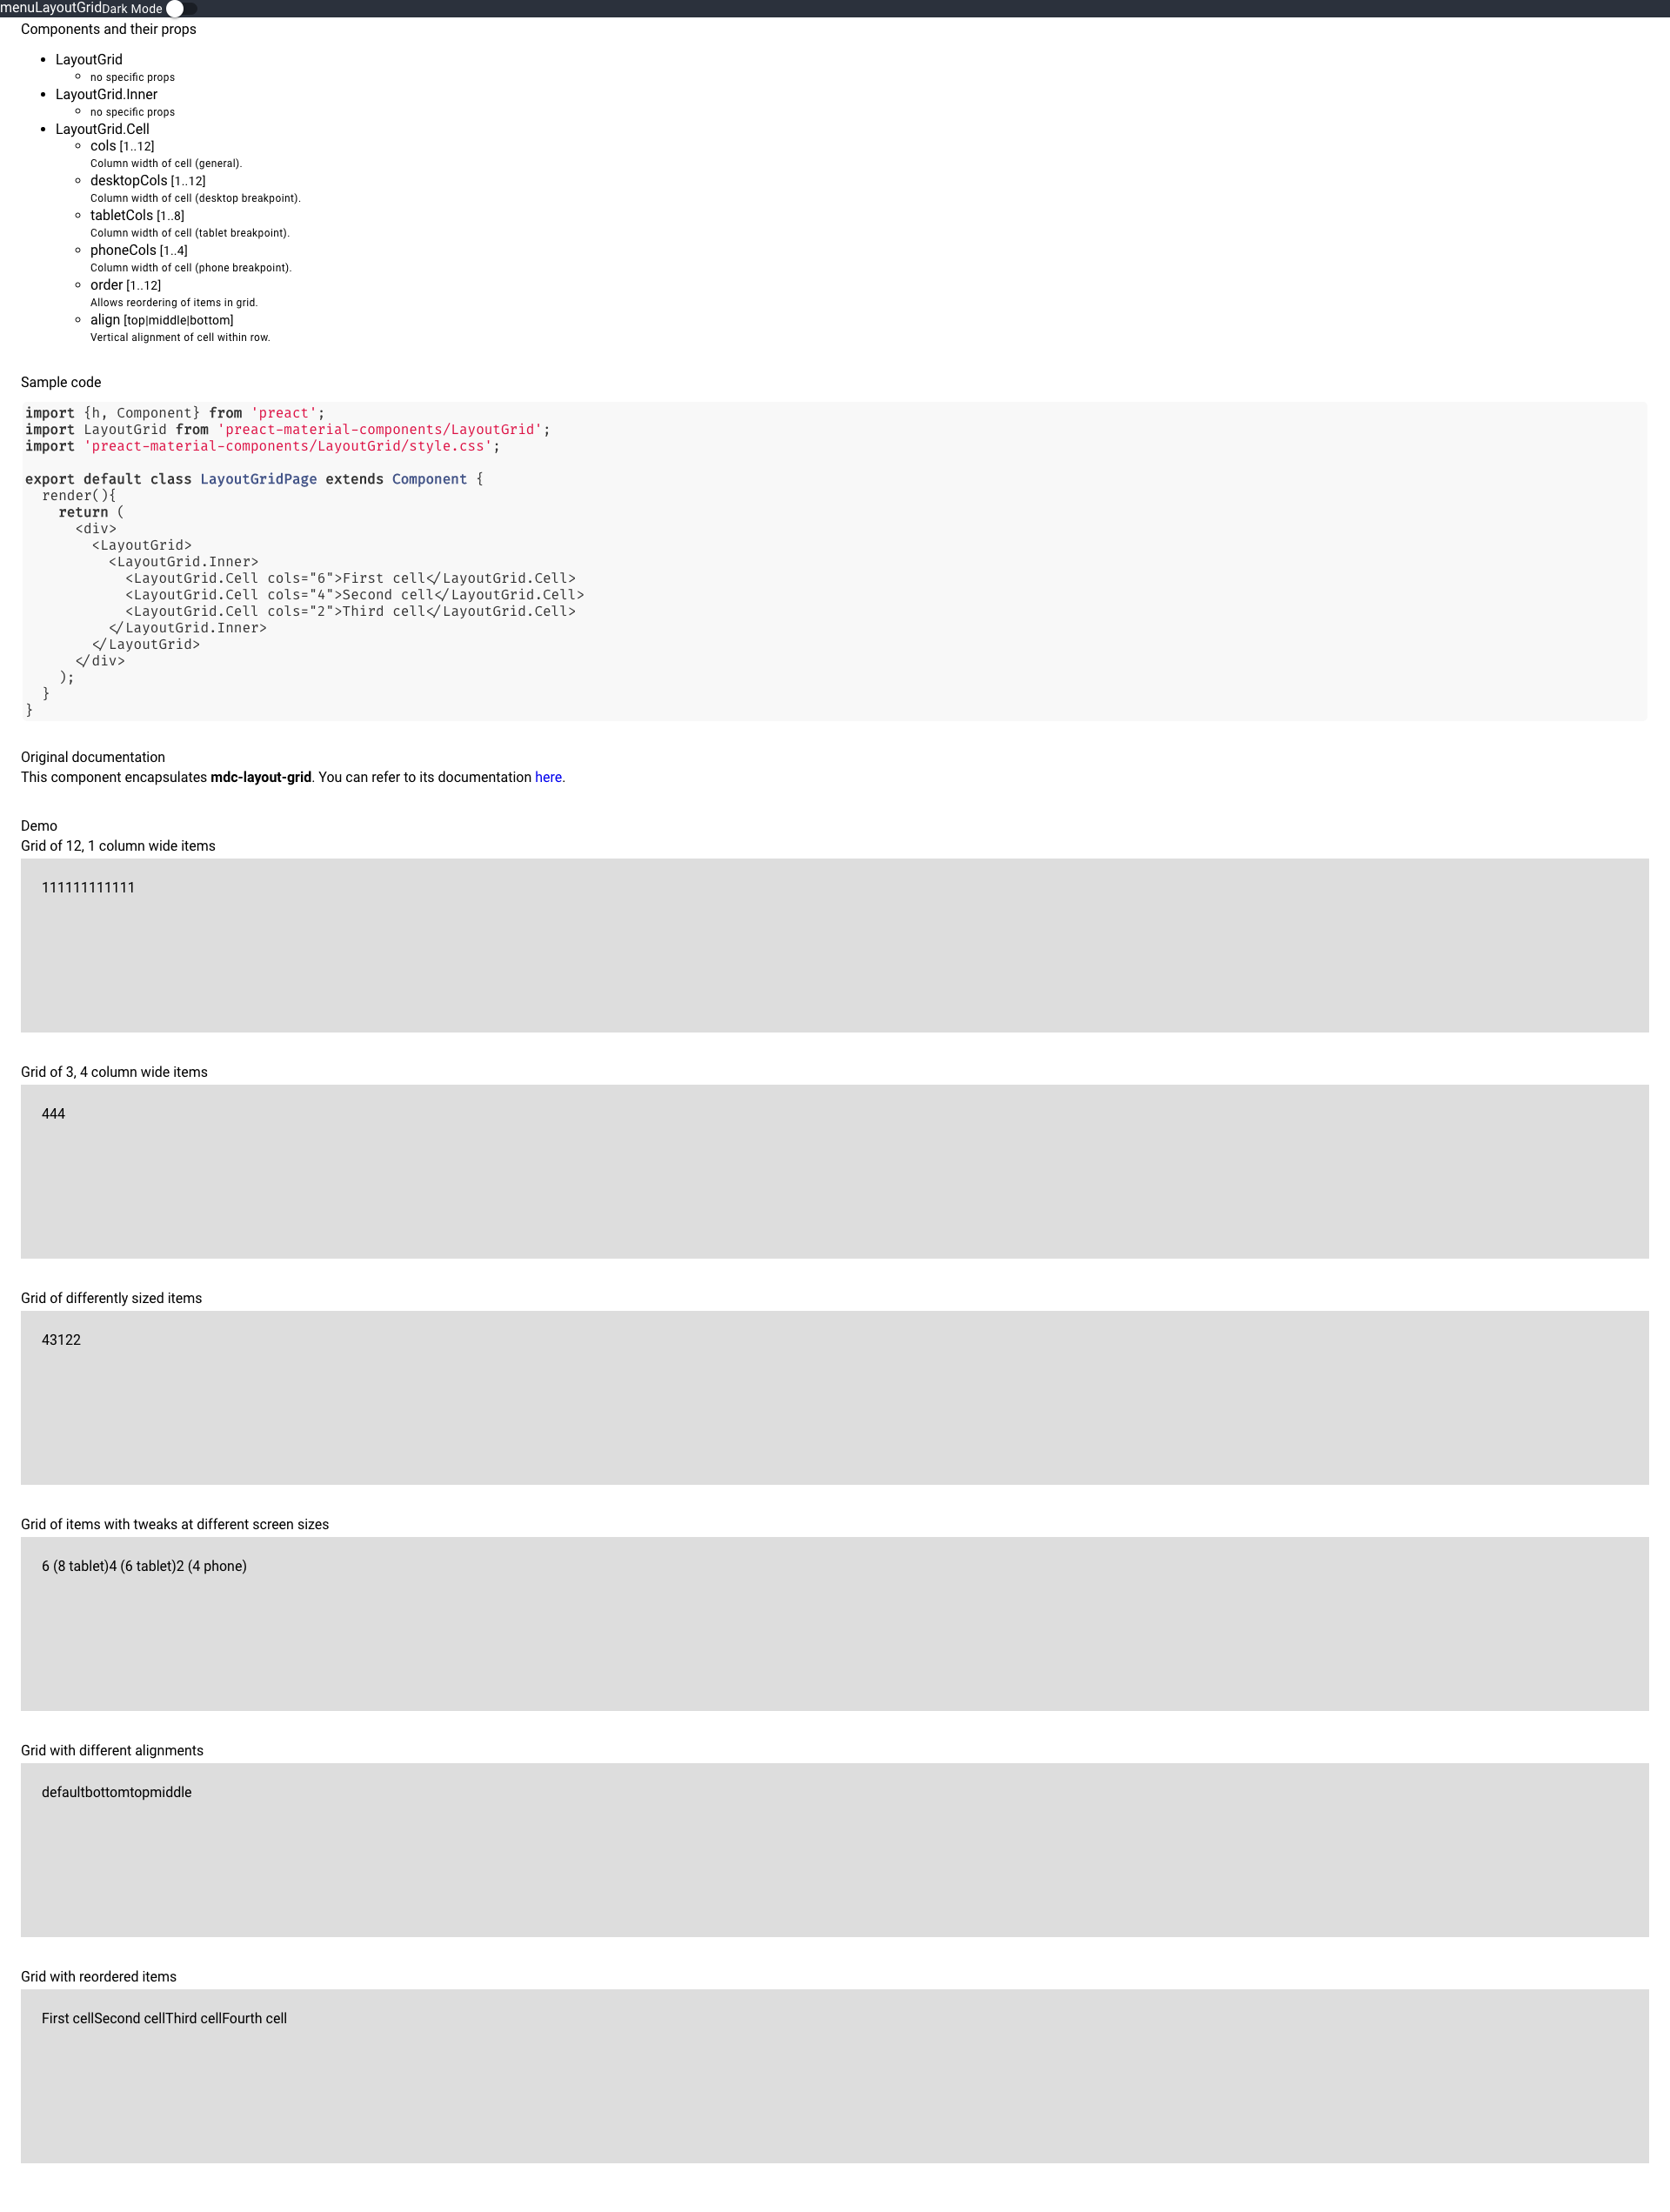 menuLayoutGridDark Mode
Components and their props
LayoutGrid
no specific props
LayoutGrid.Inner
no specific props
LayoutGrid.Cell
cols [1..12]
Column width of cell (general).
desktopCols [1..12]
Column width of cell (desktop breakpoint).
tabletCols [1..8]
Column width of cell (tablet breakpoint).
phoneCols [1..4]
Column width of cell (phone breakpoint).
order [1..12]
Allows reordering of items in grid.
align [top|middle|bottom]
Vertical alignment of cell within row.
Sample code
import {h, Component} from 'preact';
import LayoutGrid from 'preact-material-components/LayoutGrid';
import 'preact-material-components/LayoutGrid/style.css';
export default class LayoutGridPage extends Component {
  render(){
    return (
      <div>
        <LayoutGrid>
          <LayoutGrid.Inner>
            <LayoutGrid.Cell cols="6">First cell</LayoutGrid.Cell>
            <LayoutGrid.Cell cols="4">Second cell</LayoutGrid.Cell>
            <LayoutGrid.Cell cols="2">Third cell</LayoutGrid.Cell>
          </LayoutGrid.Inner>
        </LayoutGrid>
      </div>
    );
  }
}
Original documentation
This component encapsulates mdc-layout-grid. You can refer to its documentation here.
Demo
Grid of 12, 1 column wide items
111111111111
Grid of 3, 4 column wide items
444
Grid of differently sized items
43122
Grid of items with tweaks at different screen sizes
6 (8 tablet)4 (6 tablet)2 (4 phone)
Grid with different alignments
defaultbottomtopmiddle
Grid with reordered items
First cellSecond cellThird cellFourth cell